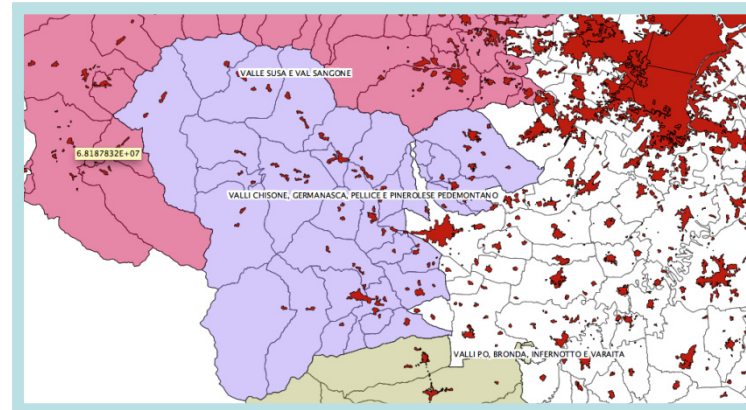 VALLE SUSA E VAL SANGONE
6.8187832E+07
VALLI CHISONE, GERMANASCA, PELLICE E PINEROLESE PEDEMONTANO
VALLI PO, BRONDA, INFERNOTTO E VARAITA